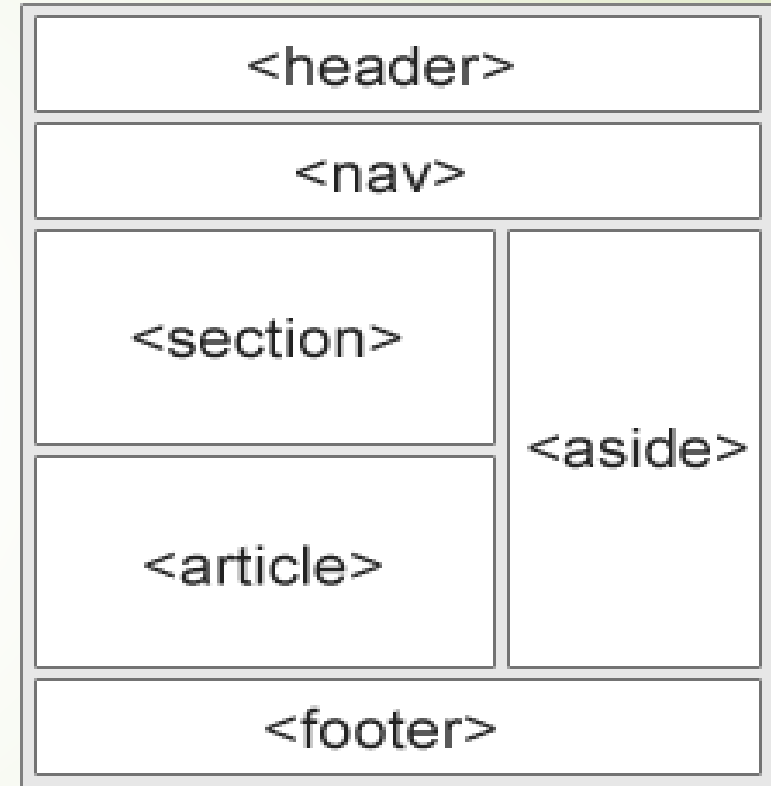 <header>
<nav>
<section>
<aside>
<article>
<footer>